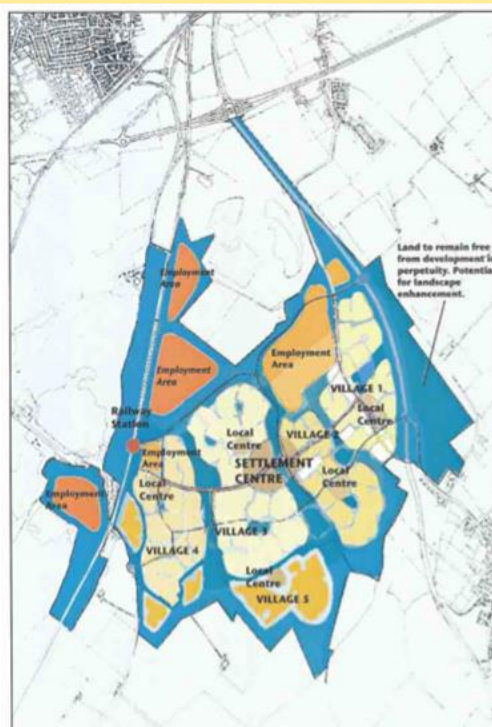 Land to remain free
from development in
perpetuity. Potential
for landscape
enhancement.
Employment
Area
Employment
Area
Employment
Area
VILLAGE 1
Local
Centre
Railway
Station
Local
Centre
VILLAGE 2
Employment
Area
SETTLEMENT
CENTRE
Local
Centre
Local
Centre
Employment
Area
VILLAGE 3
VILLAGE 4
Local
Centre
VILLAGE 5